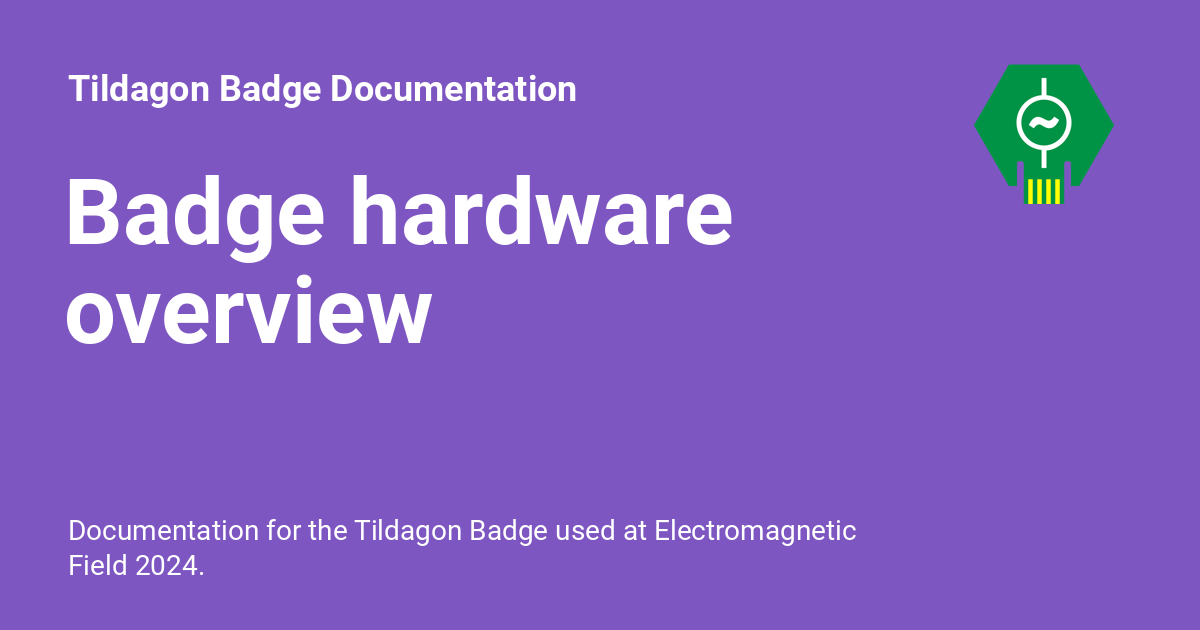 Tildagon Badge Documentation
Badge hardware
overview
Documentation for the Tildagon Badge used at Electromagnetic
Field 2024.